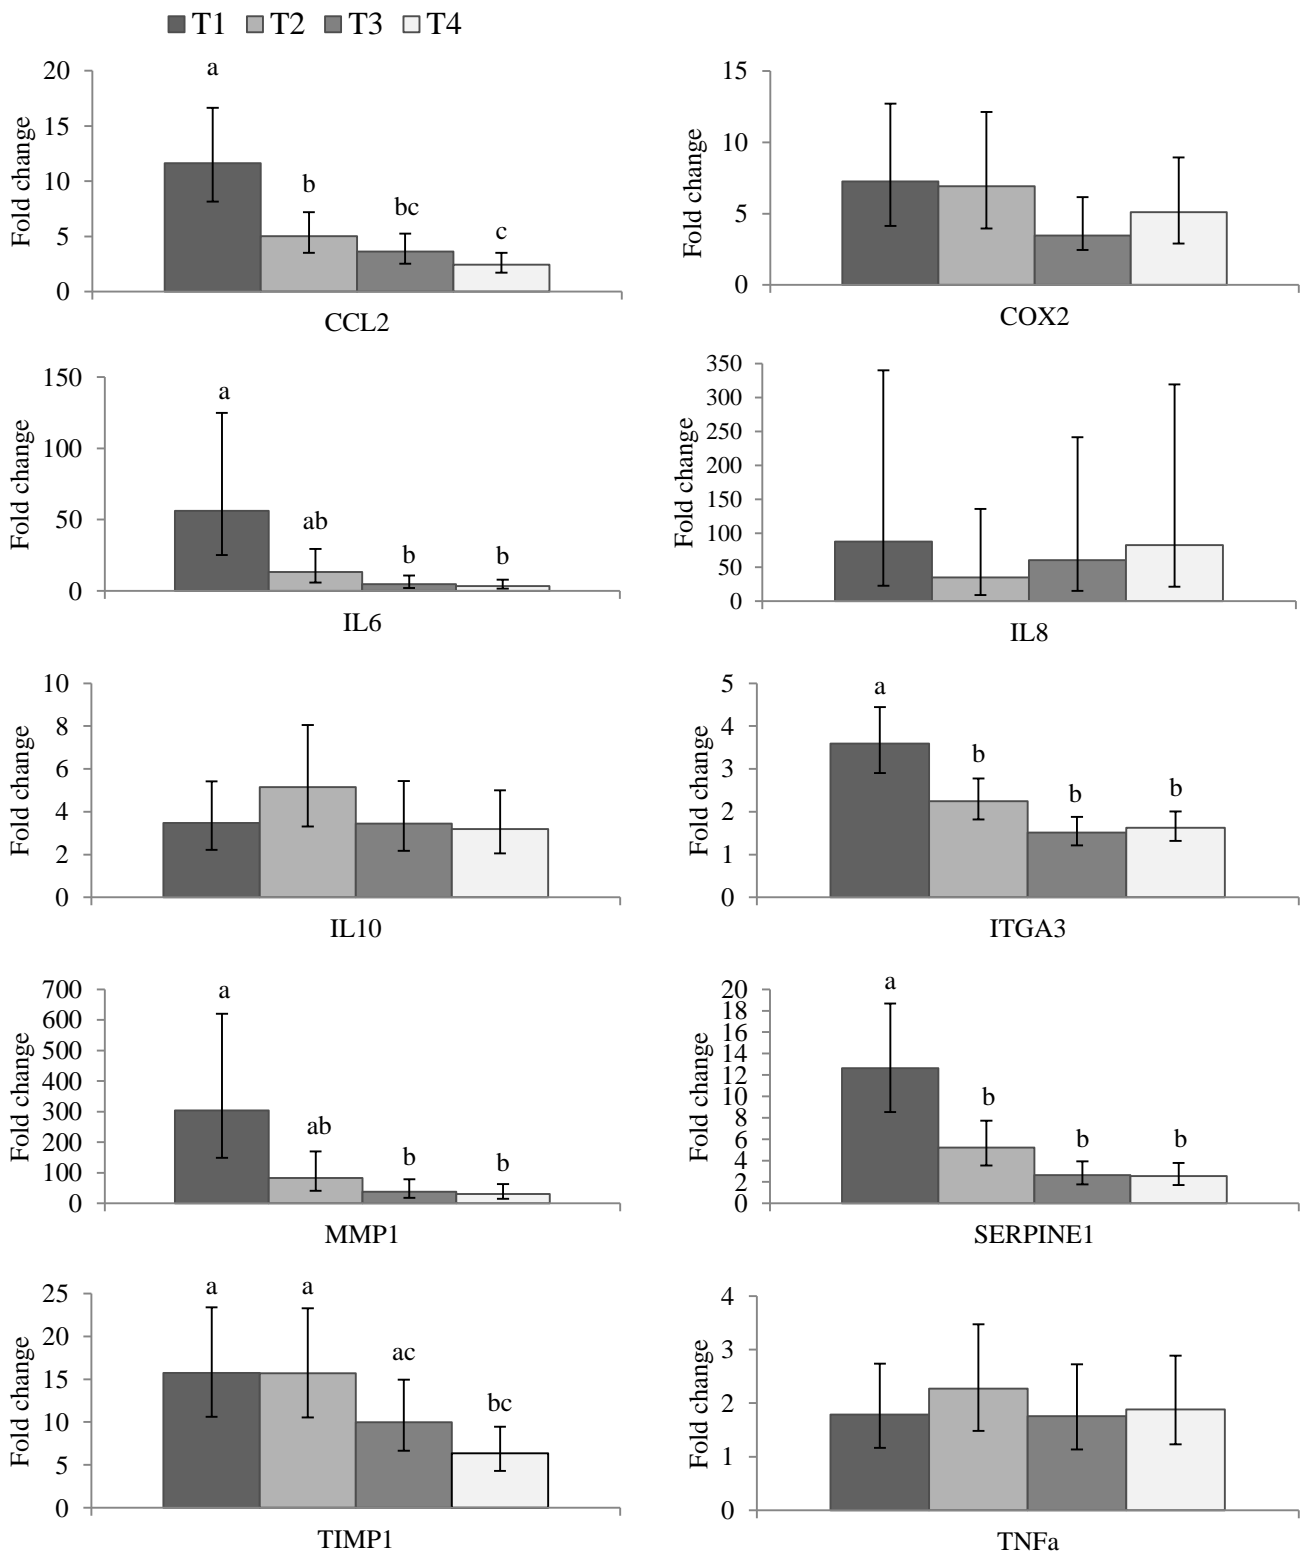 T1 T2 T3 T4
Fold change
20
15
10
5
0
a
b
bc
c
CCL2
Fold change
15
10
5
0
COX2
Fold change
150
100
50
0
a
ab
b
b
IL6
Fold change
350
300
250
200
150
100
50
0
IL8
Fold change
10
8
6
4
2
0
IL10
Fold change
5
4
3
2
1
0
a
b
b
b
ITGA3
Fold change
700
600
500
400
300
200
100
0
a
ab
b
b
MMP1
Fold change
20
18
16
14
12
10
8
6
4
2
0
a
b
b
b
SERPINE1
Fold change
25
20
15
10
5
0
a
a
ac
bc
TIMP1
Fold change
4
3
2
1
0
TNFa